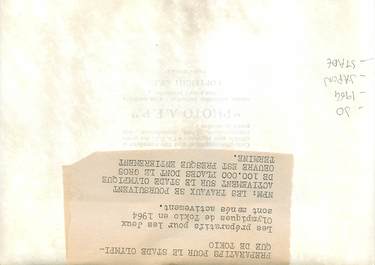 PREPARATIFS POUR LE STADE OLYMPI-
QUE DE TOKIO
Les préparatifs pour les Jeux
Olympiques de Tokio en 1964
sont menés activement.
NPM: LES TRAVAUX SE POURSUIVENT
ACTIVEMENT SUR LE STADE OLYMPIQUE
DE 100.000 PLACES DONT LE GROS
OEUVRE EST PRESQUE ENTIEREMENT
TERMINE.
"PHOTO A.F.P."
COPYRIGHT
- JO
- 1964
- JAPON
- STADE